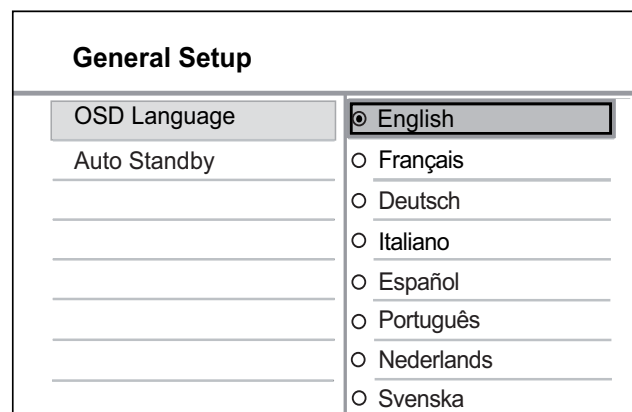 General Setup
OSD Language
Auto Standby
English
Français
Deutsch
Italiano
Español
Português
Nederlands
Svenska